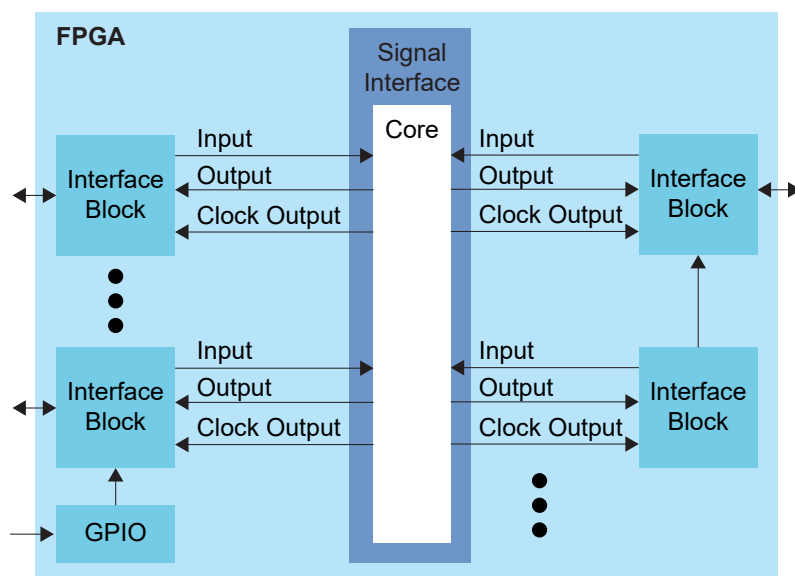 FPGA
Signal
Interface
Core
Input
Output
Clock Output
Interface
Block
Input
Output
Clock Output
Interface
Block
Input
Output
Clock Output
Interface
Block
Input
Output
Clock Output
Interface
Block
GPIO